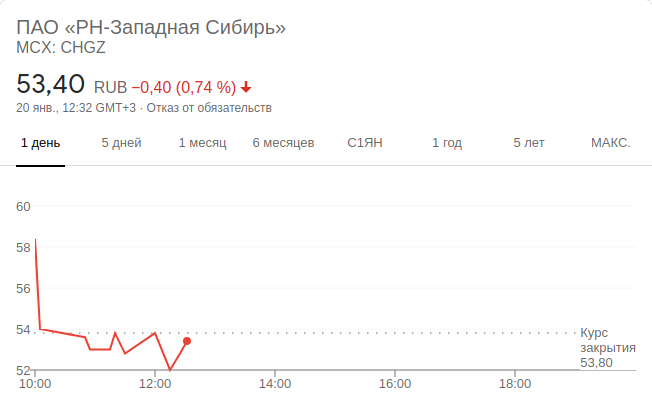 ПАО «РН-Западная Сибирь»
MCX: CHGZ
53,40 RUB −0,40 (0,74 %)
20 янв., 12:32 GMT+3 · Отказ от обязательств
1 день 5 дней 1 месяц 6 месяцев С1ЯН 1 год 5 лет МАКС.
60
58
56
54
52
Курс
закрытия
53,80
10:00 12:00 14:00 16:00 18:00